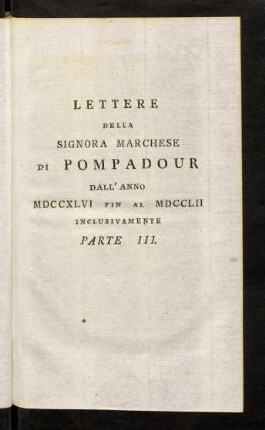 LETTERE
DELLA
SIGNORA MARCHESE
DI POMPADOUR
DALL'ANNO
MDCCXLVI FIN AL MDCCLII
INCLUSIVAMENTE
PARTE III.